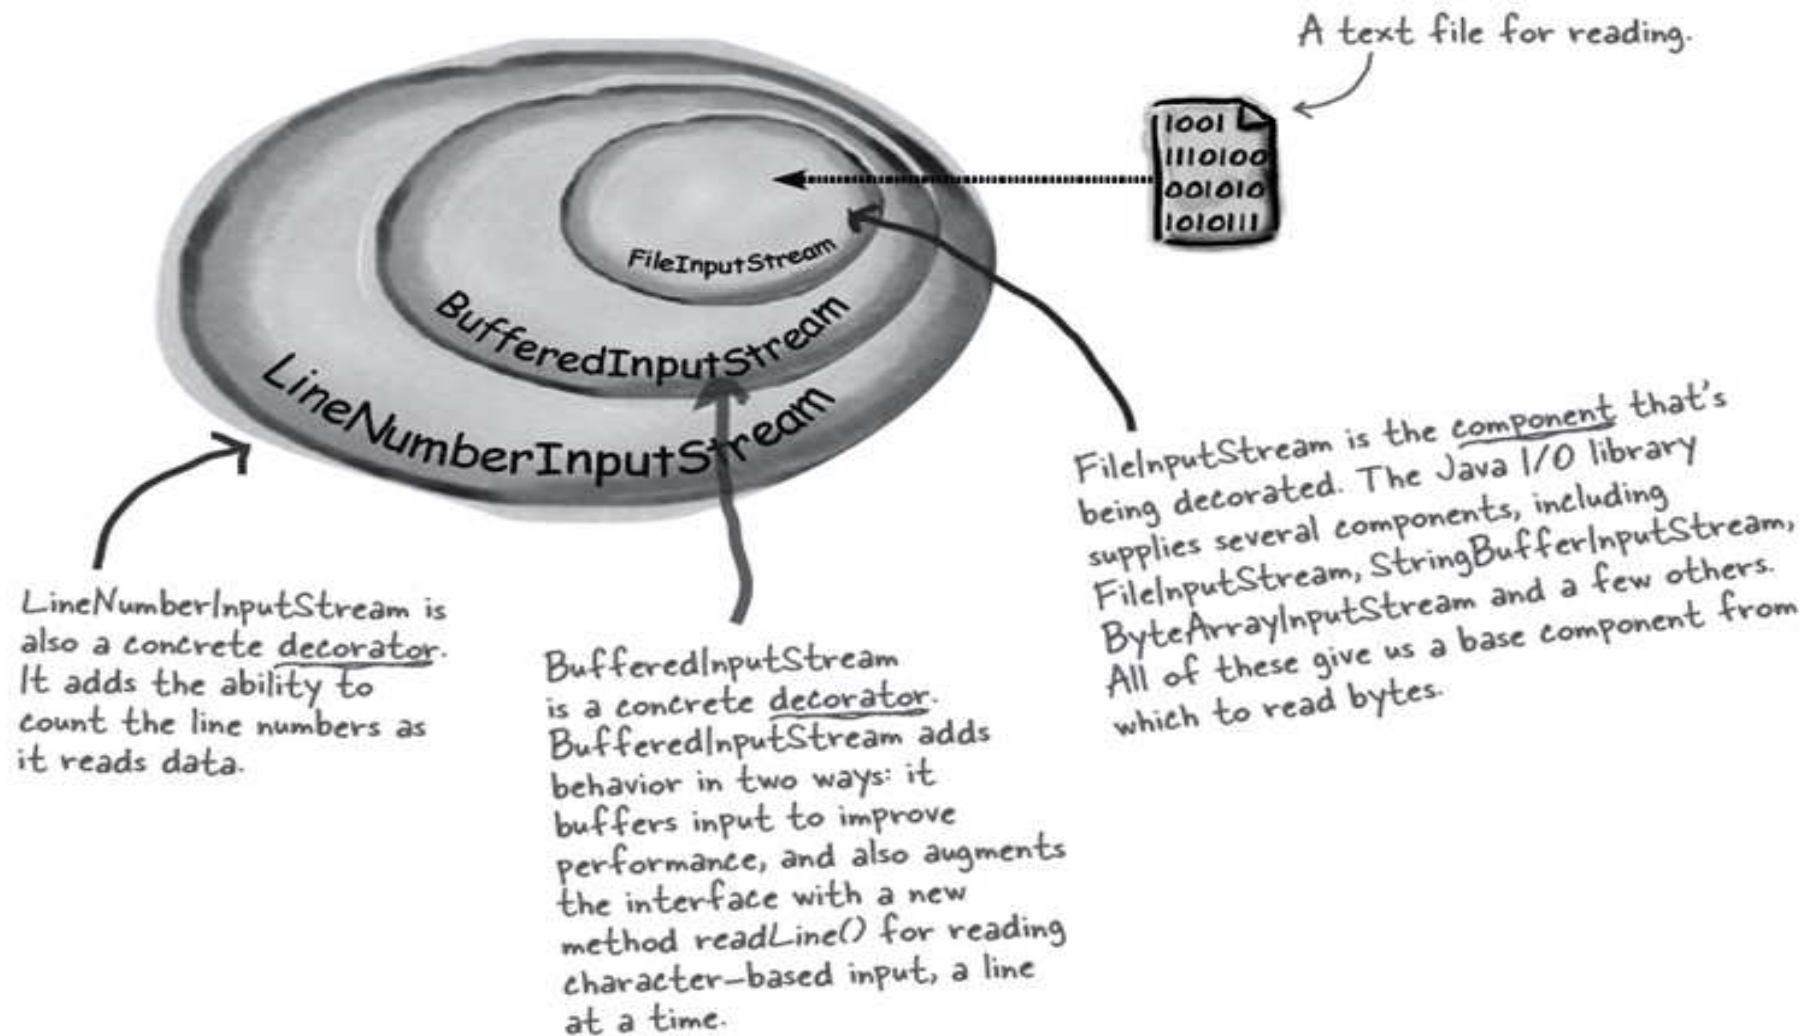 A text file for reading.
1001
1110100
001010
1010111
FileInputStream
BufferedInputStream
LineNumberInputStream
FileInputStream is the component that's
being decorated. The Java I/O library
supplies several components, including
FileInputStream, StringBufferInputStream,
ByteArrayInputStream and a few others.
All of these give us a base component from
which to read bytes.
LineNumberInputStream is
also a concrete decorator.
It adds the ability to
count the line numbers as
it reads data.
BufferedInputStream
is a concrete decorator.
BufferedInputStream adds
behavior in two ways: it
buffers input to improve
performance, and also augments
the interface with a new
method readLine() for reading
character-based input, a line
at a time.